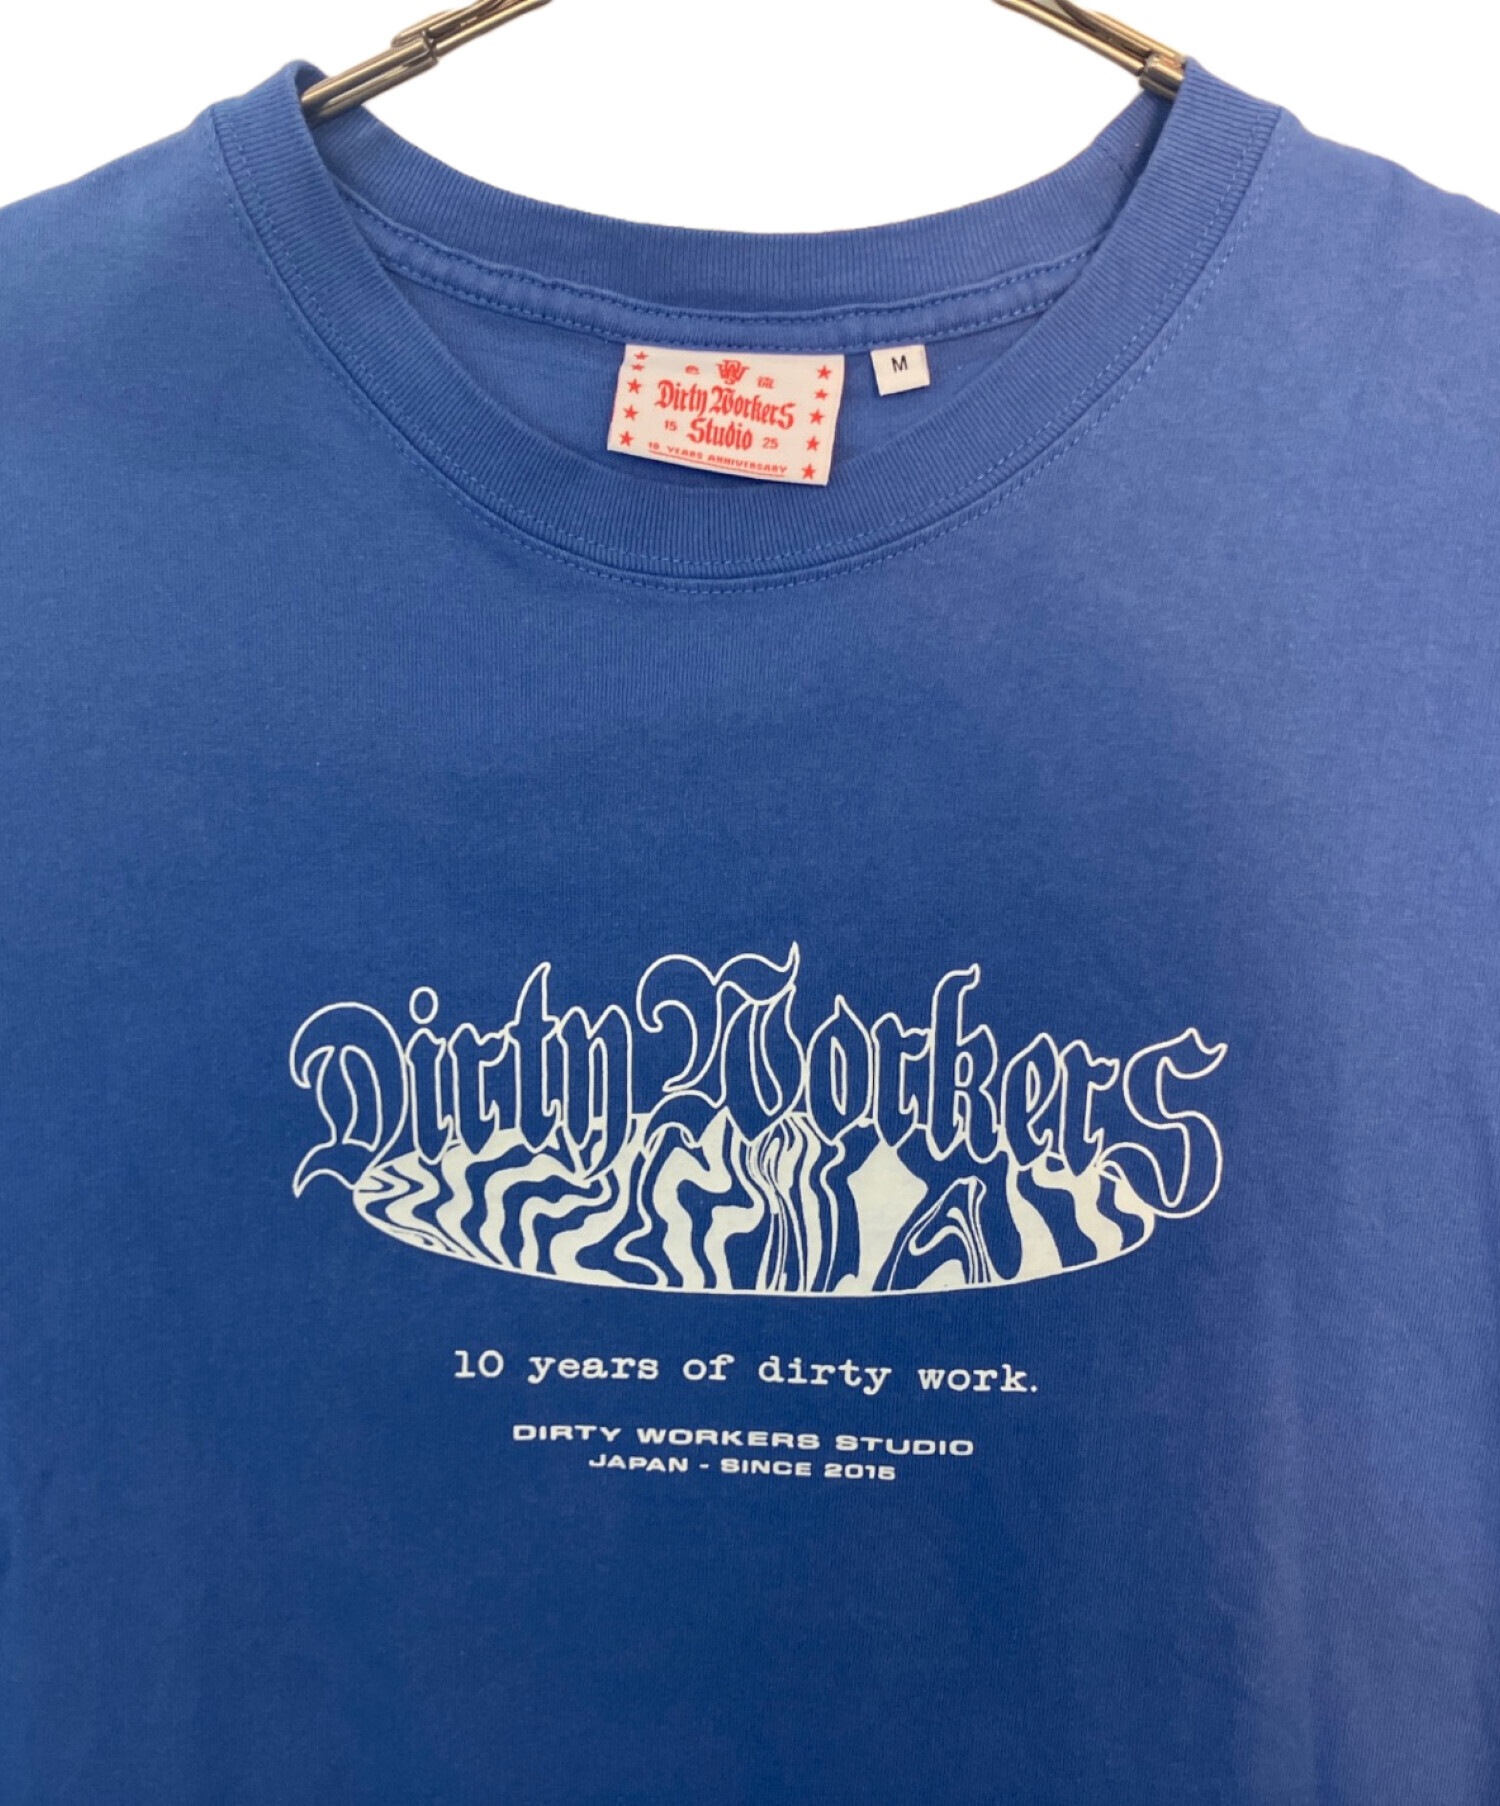 Dirty Workers
Studio
15 25
10 YEARS ANNIVERSARY
M
Dirty Workers
10 years of dirty work.
DIRTY WORKERS STUDIO
JAPAN - SINCE 2015